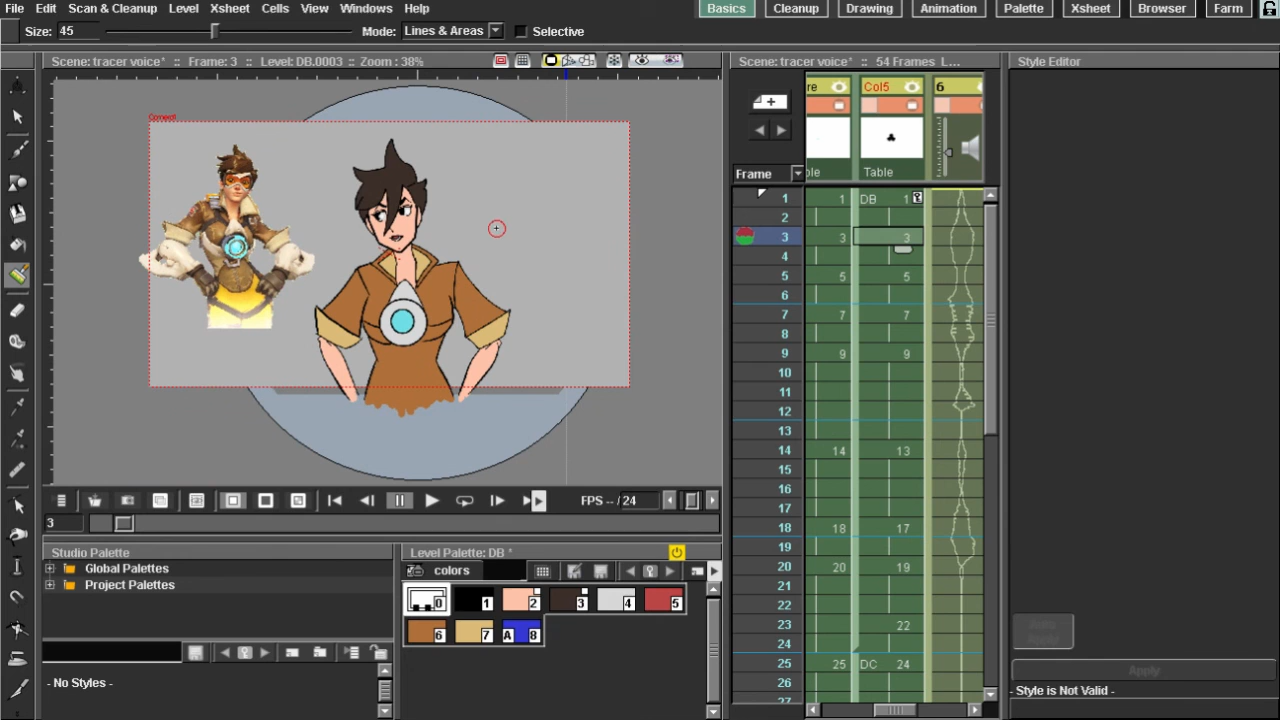 File Edit Scan & Cleanup Level Xsheet Cells View Windows Help Basics Cleanup Drawing Animation Palette Xsheet Browser Farm
Size: 45 Mode: Lines & Areas Selective
Scene: tracer voice* :: Frame: 3 :: Level: DB.0003 :: Zoom : 38%
Scene: tracer voice* :: 54 Frames L...
Style Editor
re Col5 6
Table
Frame
1 1 DB 1
2
3 3 3
4
5 5 5
6
7 7 7
8
9 9 9
10
11
12
13
14 14 13
15
16
17
18 18 17
19
20 20 19
21
22
23 22
24
25 25 DC 24
26
FPS -- /24
3
Studio Palette
Global Palettes
Project Palettes
- No Styles -
Level Palette: DB *
colors
0 1 2 3 4 5
6 7 A 8
Auto Apply
Apply
- Style is Not Valid -